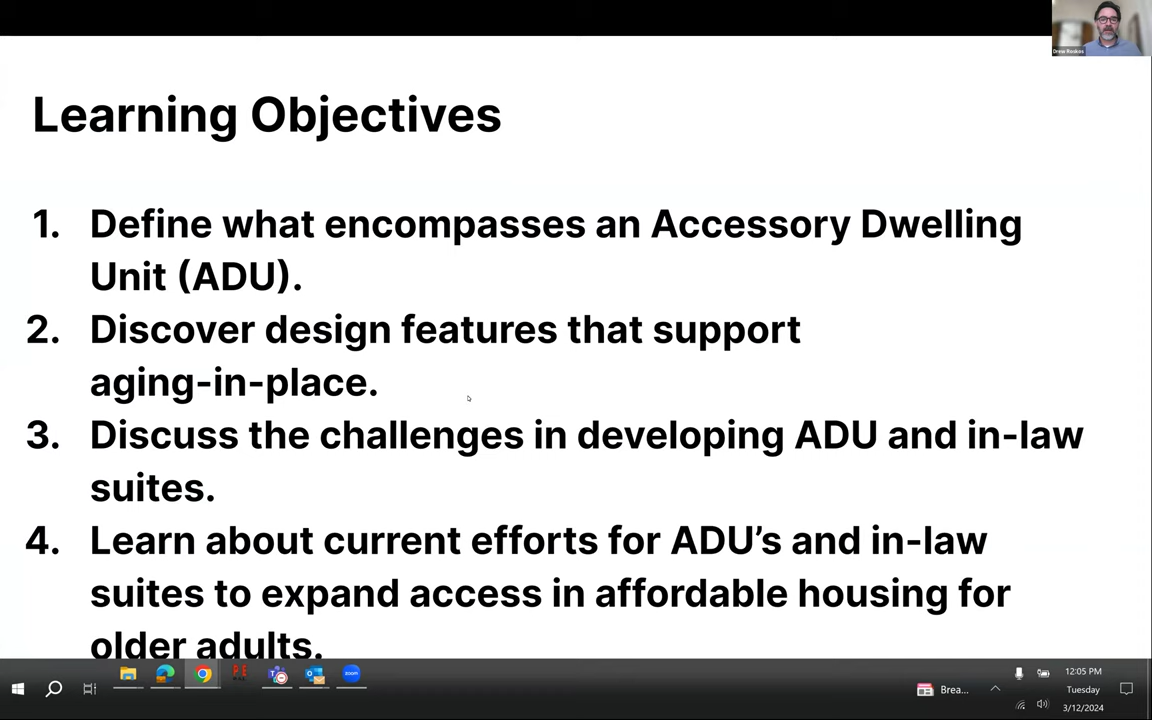 Learning Objectives
1. Define what encompasses an Accessory Dwelling
Unit (ADU).
2. Discover design features that support
aging-in-place.
3. Discuss the challenges in developing ADU and in-law
suites.
4. Learn about current efforts for ADU’s and in-law
suites to expand access in affordable housing for
older adults.
zoom
Brea...
12:05 PM
Tuesday
3/12/2024